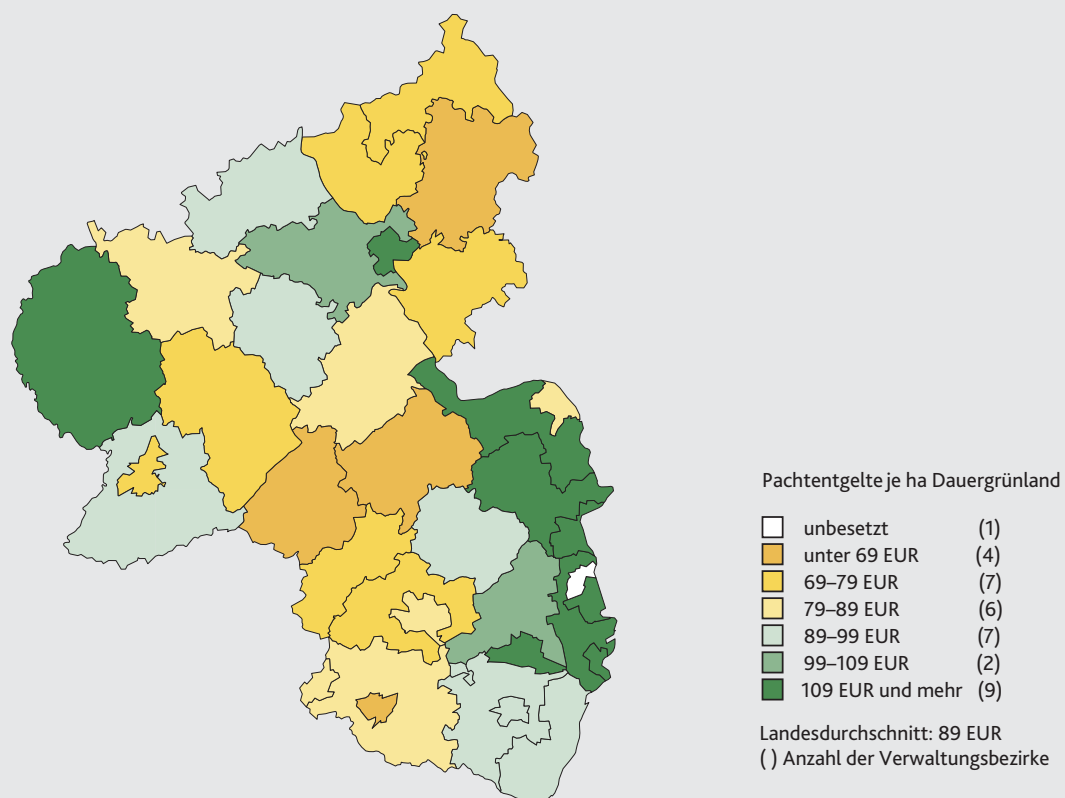 Pachtentgelte je ha Dauergrünland
unbesetzt (1)
unter 69 EUR (4)
69–79 EUR (7)
79–89 EUR (6)
89–99 EUR (7)
99–109 EUR (2)
109 EUR und mehr (9)
Landesdurchschnitt: 89 EUR
( ) Anzahl der Verwaltungsbezirke